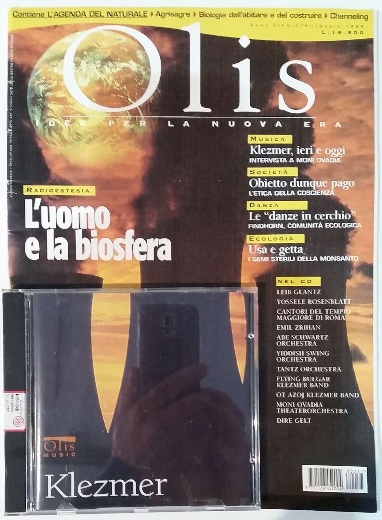 Contiene L'AGENDA DEL NATURALE › Agrisagre › Biologia dell'abitare e del costruire › Channeling
L. 19.800
Olis
DEE PER LA NUOVA ERA
MUSICA
Klezmer, ieri e oggi
INTERVISTA A MONI OVADIA
SOCIETÀ
Obietto dunque pago
L'ETICA DELLA COSCIENZA
DANZA
Le "danze in cerchio"
FINDHORN, COMUNITÀ ECOLOGICA
ECOLOGIA
Usa e getta
I SEMI STERILI DELLA MONSANTO
RADIOESTESIA
L'uomo
e la biosfera
NEL CD
LEIB GLANTZ
YOSSELE ROSENBLATT
CANTORI DEL TEMPIO
MAGGIORE DI ROMA
EMIL ZRIHAN
ABE SCHWARTZ
ORCHESTRA
YIDDISH SWING
ORCHESTRA
TANTZ ORCHESTRA
FLYING BULGAR
KLEZMER BAND
OT AZOJ KLEZMER BAND
MONI OVADIA
THEATERORCHESTRA
DIRE GELT
Olis
MUSIC
Klezmer